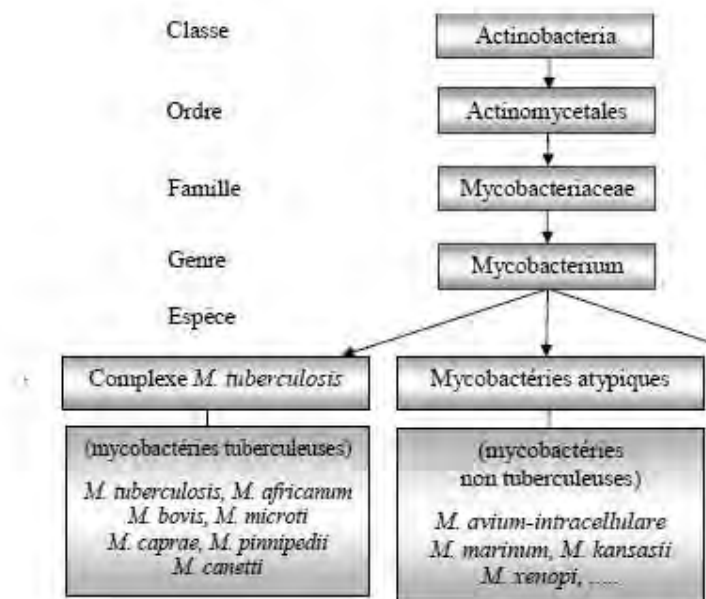 Classe
Actinobacteria
Ordre
Actinomycetales
Famille
Mycobacteriaceae
Genre
Mycobacterium
Espèce
Complexe M. tuberculosis
Mycobactéries atypiques
(mycobactéries tuberculeuses)
M. tuberculosis, M. africanum
M. bovis, M. microti
M. caprae, M. pinnipedii
M. canetti
(mycobactéries
non tuberculeuses)
M. avium-intracellulare
M. marinum, M. kansasii
M. xenopi, .....